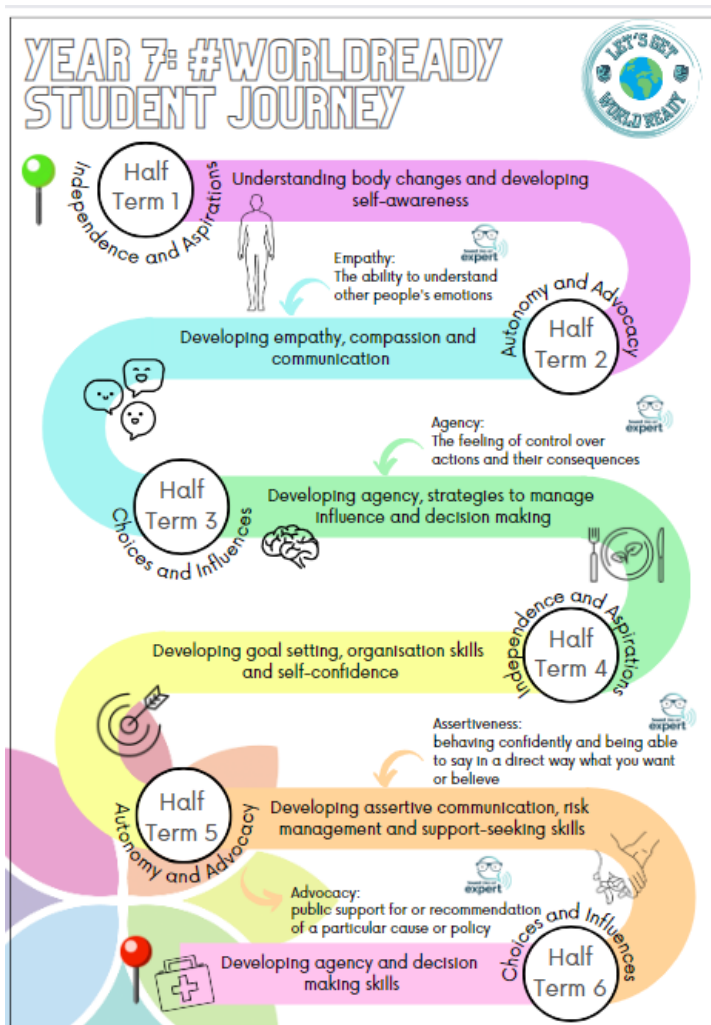 YEAR 7: #WORLDREADY
STUDENT JOURNEY
LET'S GET
WORLD READY
Half
Term 1
Independence and Aspirations
Understanding body changes and developing
self-awareness
Empathy:
The ability to understand
other people's emotions
expert
Autonomy and Advocacy
Half
Term 2
Developing empathy, compassion and
communication
Agency:
The feeling of control over
actions and their consequences
expert
Half
Term 3
Choices and Influences
Developing agency, strategies to manage
influence and decision making
Independence and Aspirations
Half
Term 4
Developing goal setting, organisation skills
and self-confidence
Assertiveness:
behaving confidently and being able
to say in a direct way what you want
or believe
expert
Half
Term 5
Autonomy and Advocacy
Developing assertive communication, risk
management and support-seeking skills
Advocacy:
public support for or recommendation
of a particular cause or policy
expert
Choices and Influences
Half
Term 6
Developing agency and decision
making skills